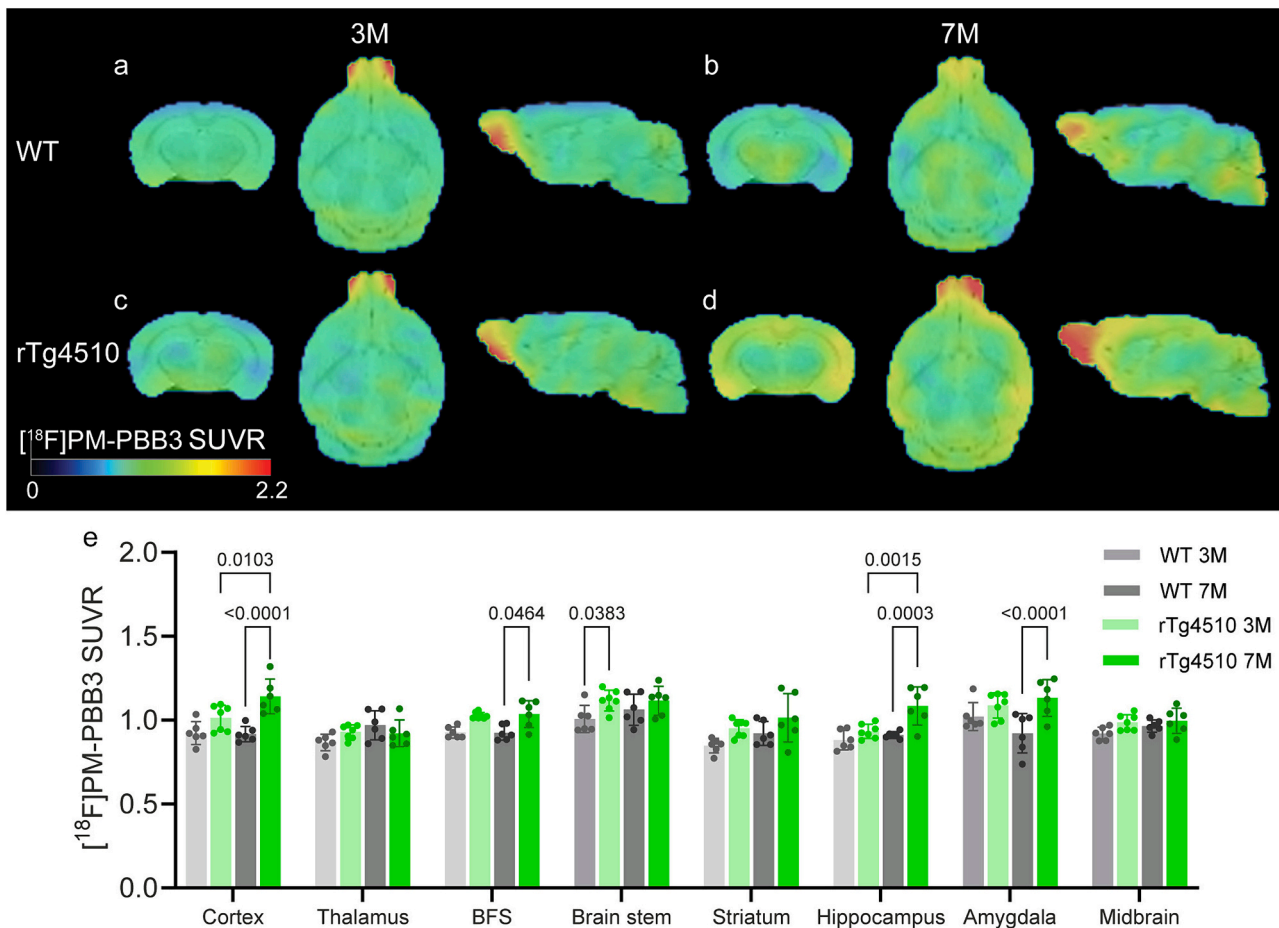 3M
7M
a
b
WT
c
d
rTg4510
[¹⁸F]PM-PBB3 SUVR
0
2.2
e
[¹⁸F]PM-PBB3 SUVR
2.0
1.5
1.0
0.5
0.0
0.0103
<0.0001
0.0464
0.0383
0.0015
0.0003
<0.0001
WT 3M
WT 7M
rTg4510 3M
rTg4510 7M
Cortex
Thalamus
BFS
Brain stem
Striatum
Hippocampus
Amygdala
Midbrain